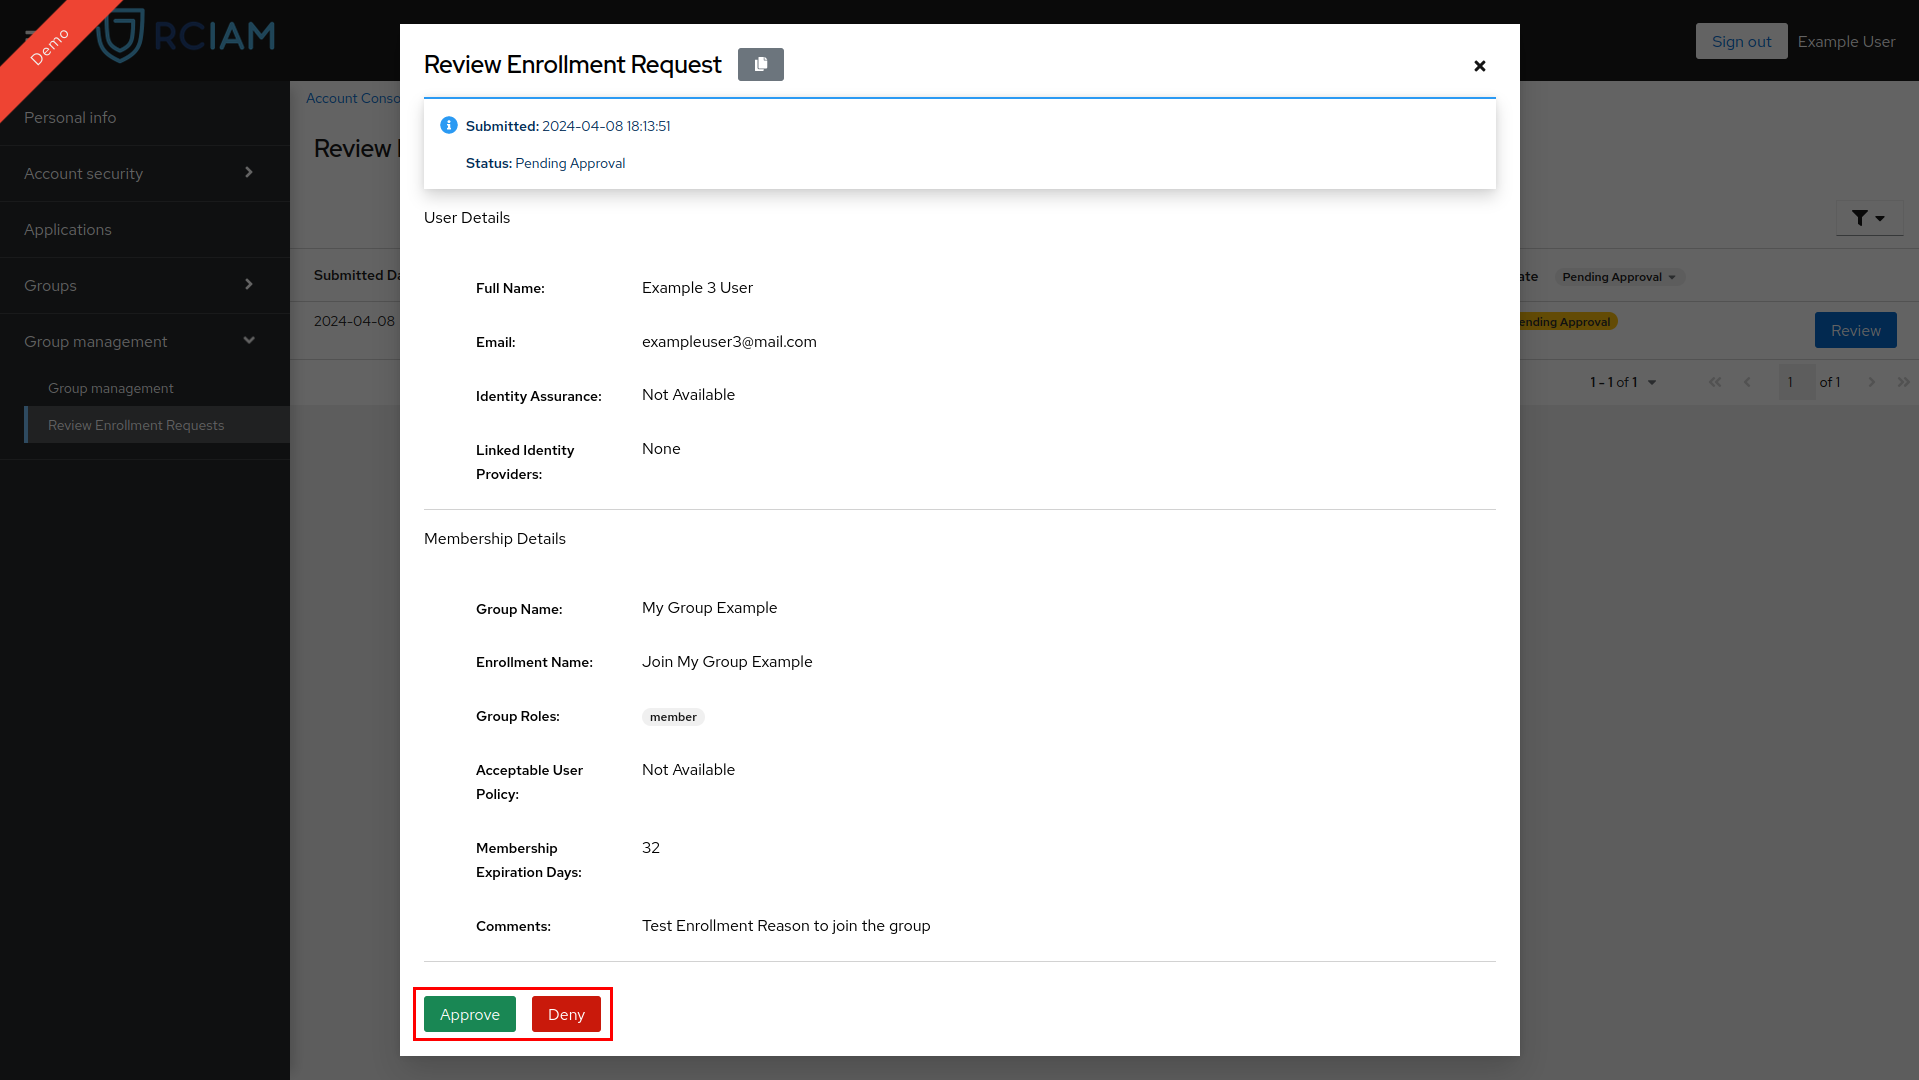 Demo
RCIAM
Sign out
Example User
Personal info
Account security
Applications
Groups
Group management
Group management
Review Enrollment Requests
Account Conso
Review
Submitted Da
2024-04-08
Review Enrollment Request
Submitted: 2024-04-08 18:13:51
Status: Pending Approval
User Details
Full Name: Example 3 User
Email: exampleuser3@mail.com
Identity Assurance: Not Available
Linked Identity
Providers:
None
Membership Details
Group Name: My Group Example
Enrollment Name: Join My Group Example
Group Roles: member
Acceptable User
Policy:
Not Available
Membership
Expiration Days:
32
Comments: Test Enrollment Reason to join the group
Approve
Deny
ate Pending Approval
ending Approval
Review
1 - 1 of 1
1 of 1